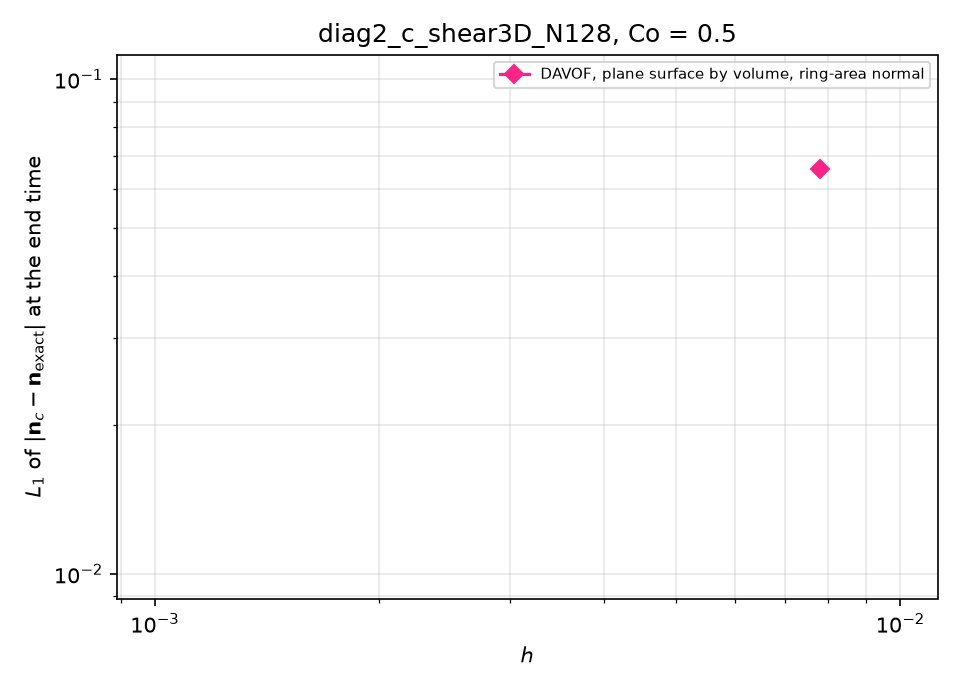 diag2_c_shear3D_N128, Co = 0.5
DAVOF, plane surface by volume, ring-area normal
L₁ of |n_c − n_exact| at the end time
10⁻¹
10⁻²
10⁻³
10⁻²
h